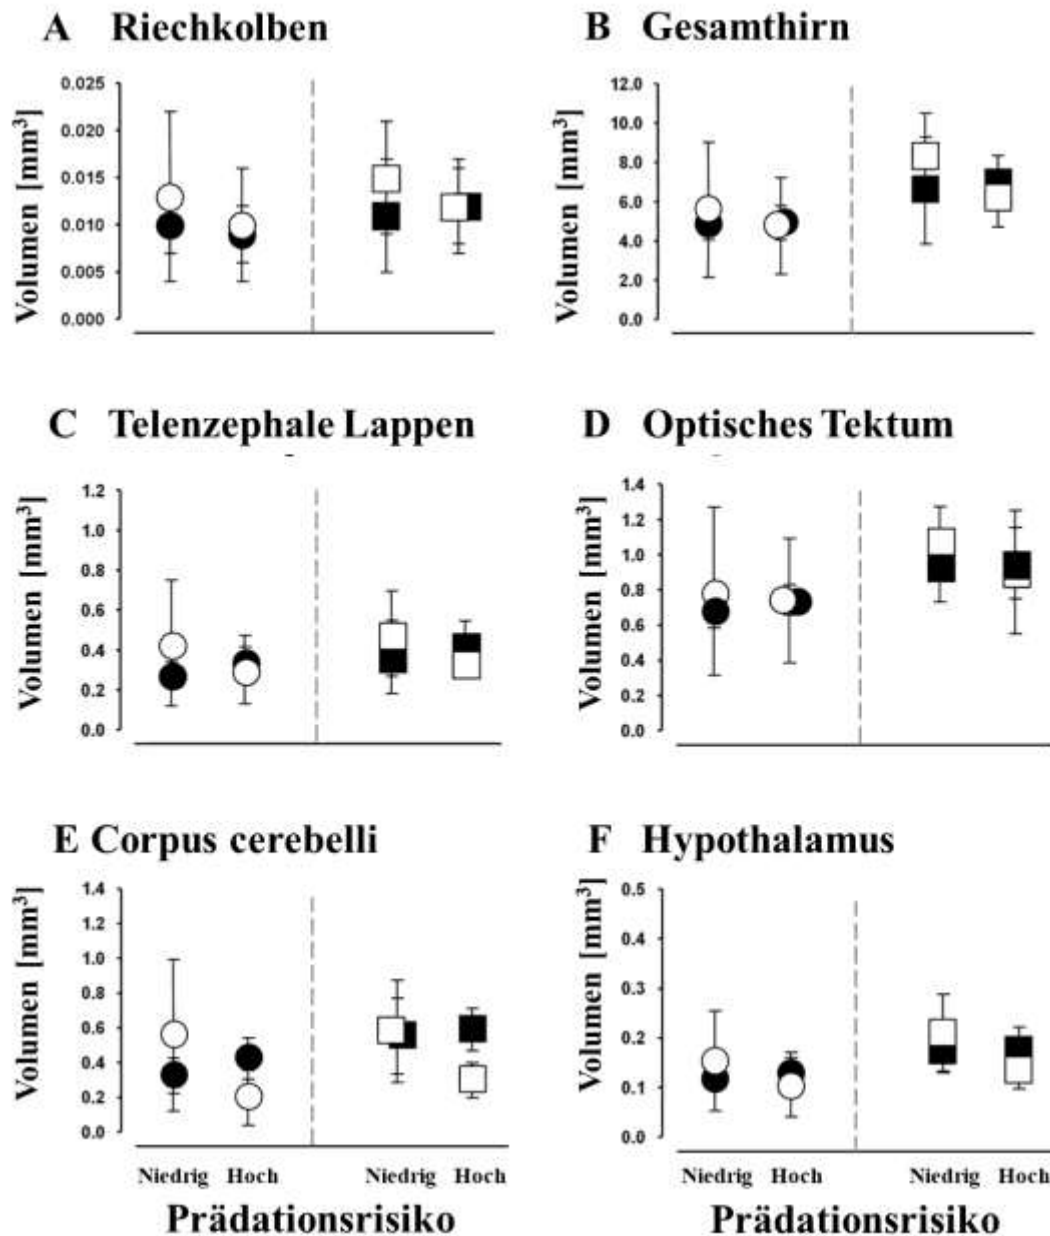 A Riechkolben
Volumen [mm³]
0.025
0.020
0.015
0.010
0.005
0.000
B Gesamthirn
Volumen [mm³]
12.0
10.0
8.0
6.0
4.0
2.0
0.0
C Telenzephale Lappen
Volumen [mm³]
1.2
1.0
0.8
0.6
0.4
0.2
0.0
D Optisches Tektum
Volumen [mm³]
1.4
1.2
1.0
0.8
0.6
0.4
0.2
0.0
E Corpus cerebelli
Volumen [mm³]
1.4
1.2
1.0
0.8
0.6
0.4
0.2
0.0
Niedrig Hoch Niedrig Hoch
Prädationsrisiko
F Hypothalamus
Volumen [mm³]
0.5
0.4
0.3
0.2
0.1
0.0
Niedrig Hoch Niedrig Hoch
Prädationsrisiko